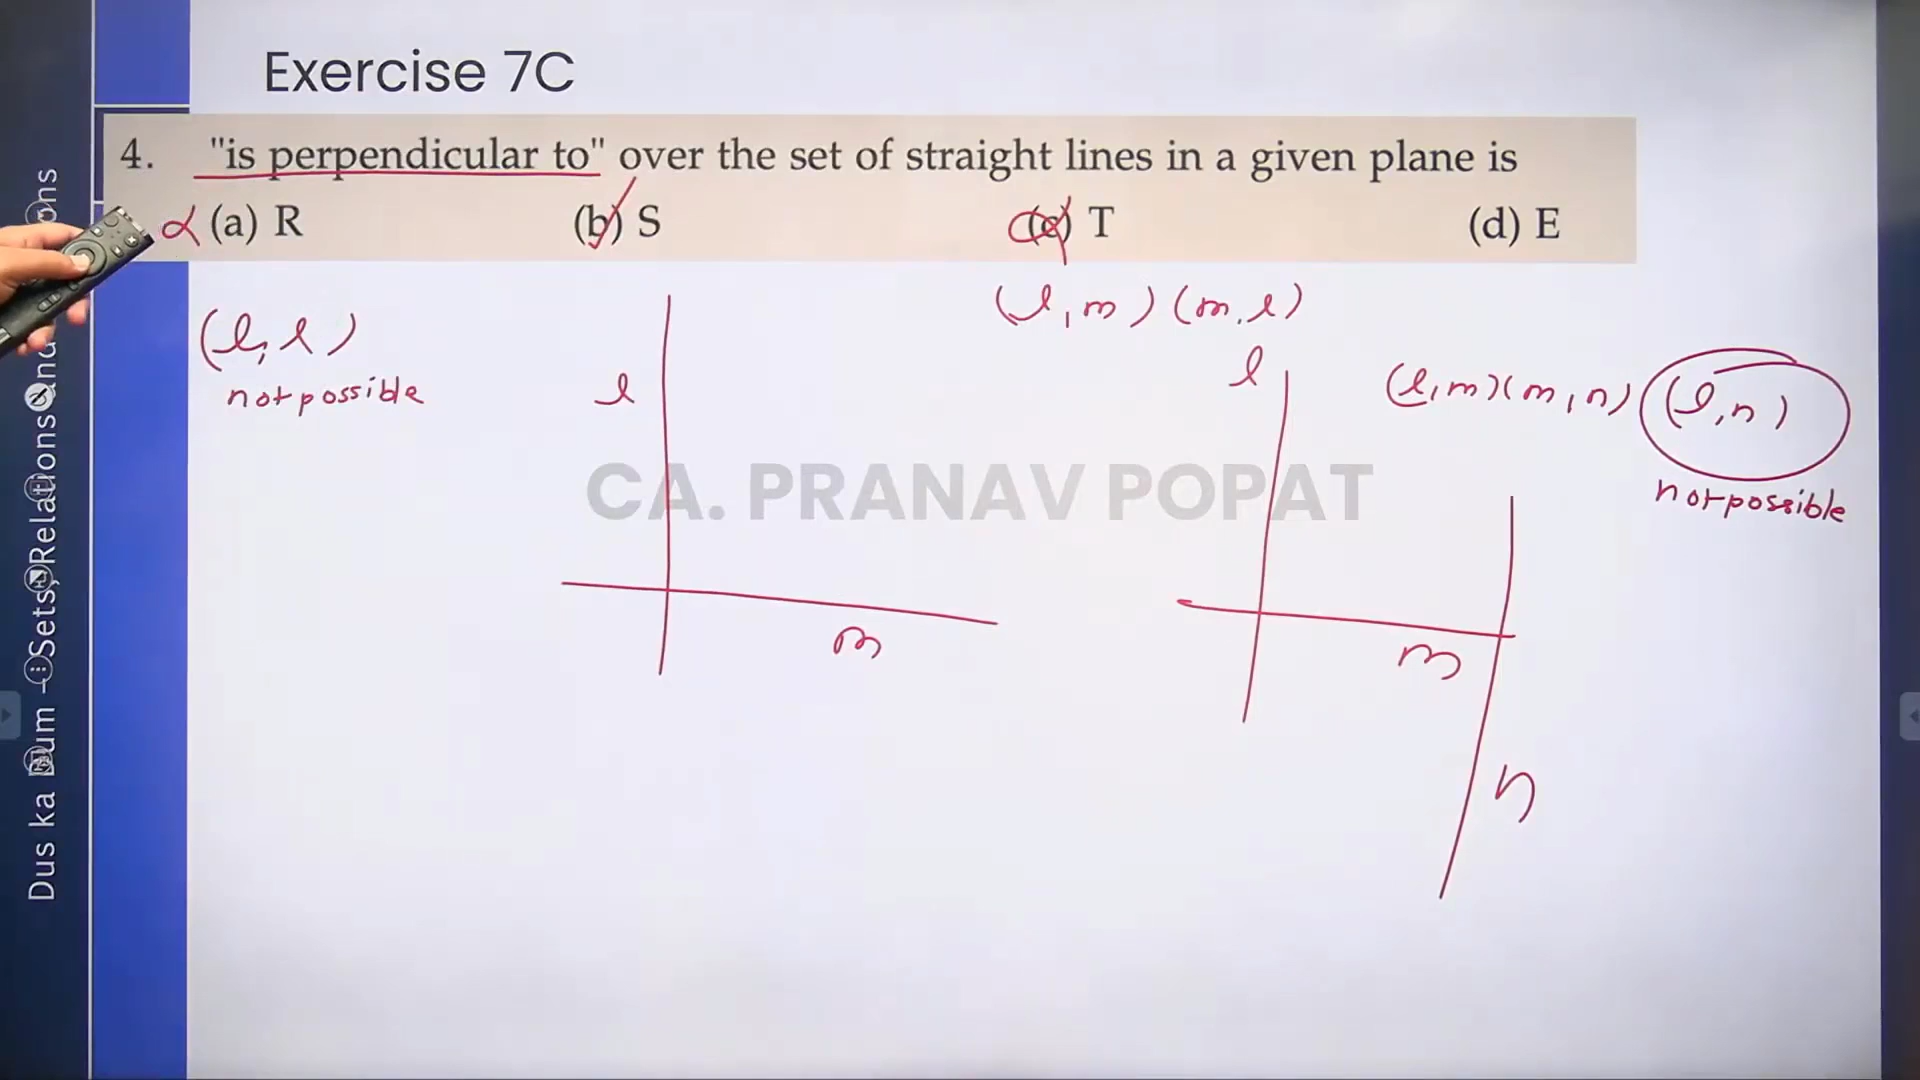 Exercise 7C
4. "is perpendicular to" over the set of straight lines in a given plane is
(a) R (b) S (c) T (d) E
(l, m) (m, l)
(l, l)
not possible
l
m
l
(l, m) (m, n) (l, n)
not possible
m
n
CA. PRANAV POPAT
Dus ka Dum - Sets, Relations and